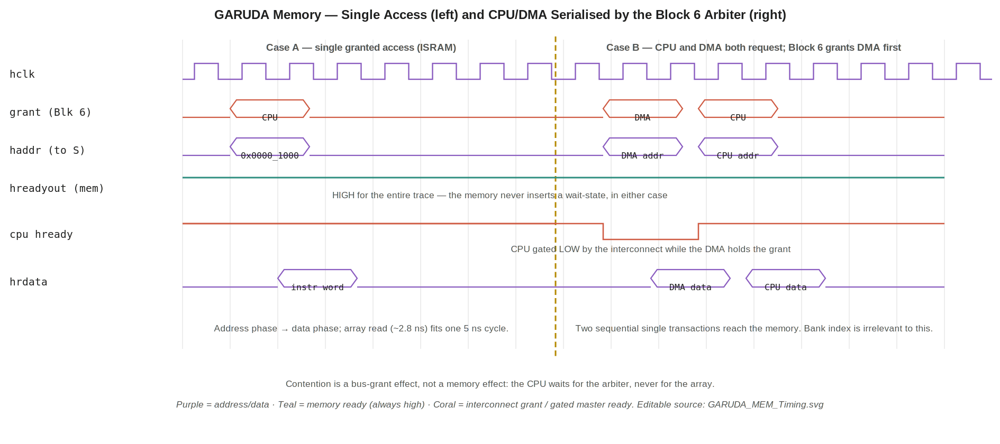 GARUDA Memory — Single Access (left) and CPU/DMA Serialised by the Block 6 Arbiter (right)
Case A — single granted access (ISRAM)
Case B — CPU and DMA both request; Block 6 grants DMA first
hclk
grant (Blk 6)
CPU
DMA
CPU
haddr (to S)
0x0000_1000
DMA addr
CPU addr
hreadyout (mem)
HIGH for the entire trace — the memory never inserts a wait-state, in either case
cpu hready
CPU gated LOW by the interconnect while the DMA holds the grant
hrdata
instr word
DMA data
CPU data
Address phase → data phase; array read (~2.8 ns) fits one 5 ns cycle.
Two sequential single transactions reach the memory. Bank index is irrelevant to this.
Contention is a bus-grant effect, not a memory effect: the CPU waits for the arbiter, never for the array.
Purple = address/data · Teal = memory ready (always high) · Coral = interconnect grant / gated master ready. Editable source: GARUDA_MEM_Timing.svg